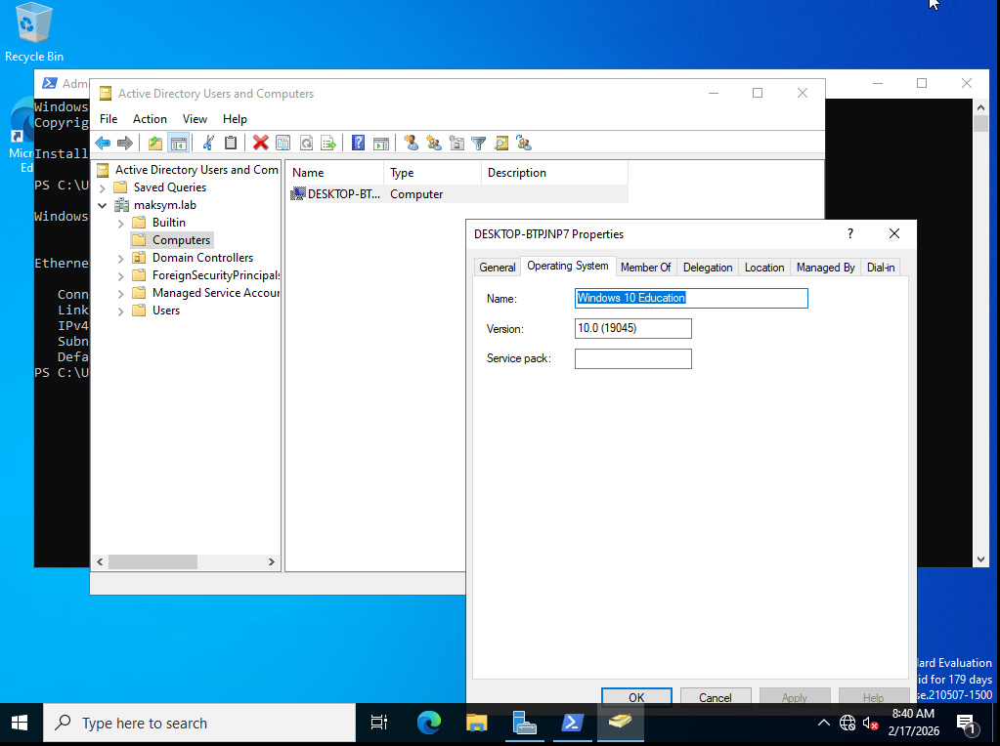 Recycle Bin
Adm
Windows
Copyrig
Micr
Ed
Install
PS C:\U
Windows
Etherne
Conn
Link
IPv4
Subn
Defa
PS C:\U
Active Directory Users and Computers
File Action View Help
Active Directory Users and Com
Saved Queries
maksym.lab
Builtin
Computers
Domain Controllers
ForeignSecurityPrincipals
Managed Service Accour
Users
Name Type Description
DESKTOP-BT... Computer
DESKTOP-BTPJNP7 Properties
?
General Operating System Member Of Delegation Location Managed By Dial-in
Name: Windows 10 Education
Version: 10.0 (19045)
Service pack:
OK Cancel Apply Help
lard Evaluation
id for 179 days
se.210507-1500
Type here to search
8:40 AM
2/17/2026
1